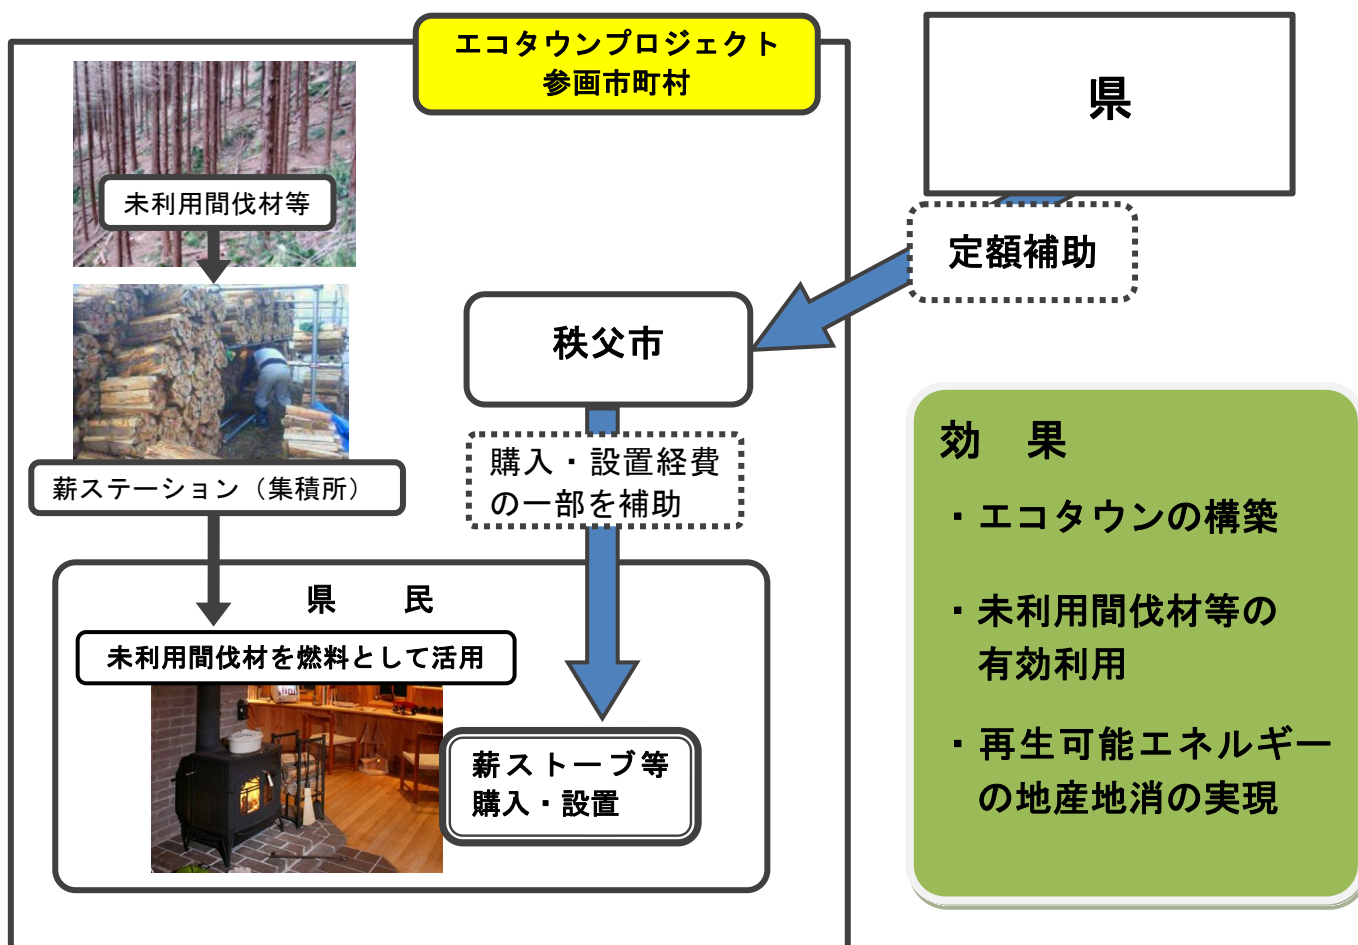 エコタウンプロジェクト
参画市町村
県
未利用間伐材等
定額補助
秩父市
薪ステーション（集積所）
購入・設置経費
の一部を補助
県　民
未利用間伐材を燃料として活用
薪ストーブ等
購入・設置
効　果
・エコタウンの構築
・未利用間伐材等の
有効利用
・再生可能エネルギー
の地産地消の実現